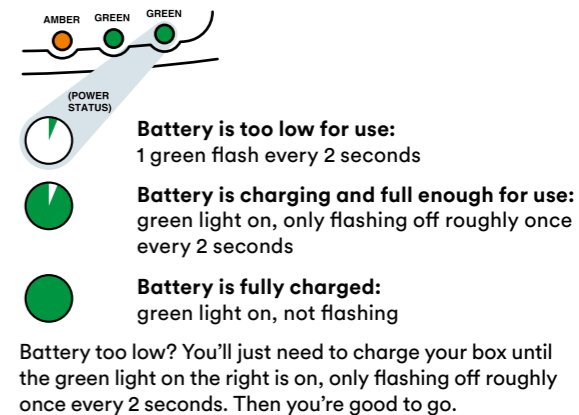 AMBER GREEN GREEN
(POWER
STATUS)
Battery is too low for use:
1 green flash every 2 seconds
Battery is charging and full enough for use:
green light on, only flashing off roughly once
every 2 seconds
Battery is fully charged:
green light on, not flashing
Battery too low? You’ll just need to charge your box until
the green light on the right is on, only flashing off roughly
once every 2 seconds. Then you’re good to go.